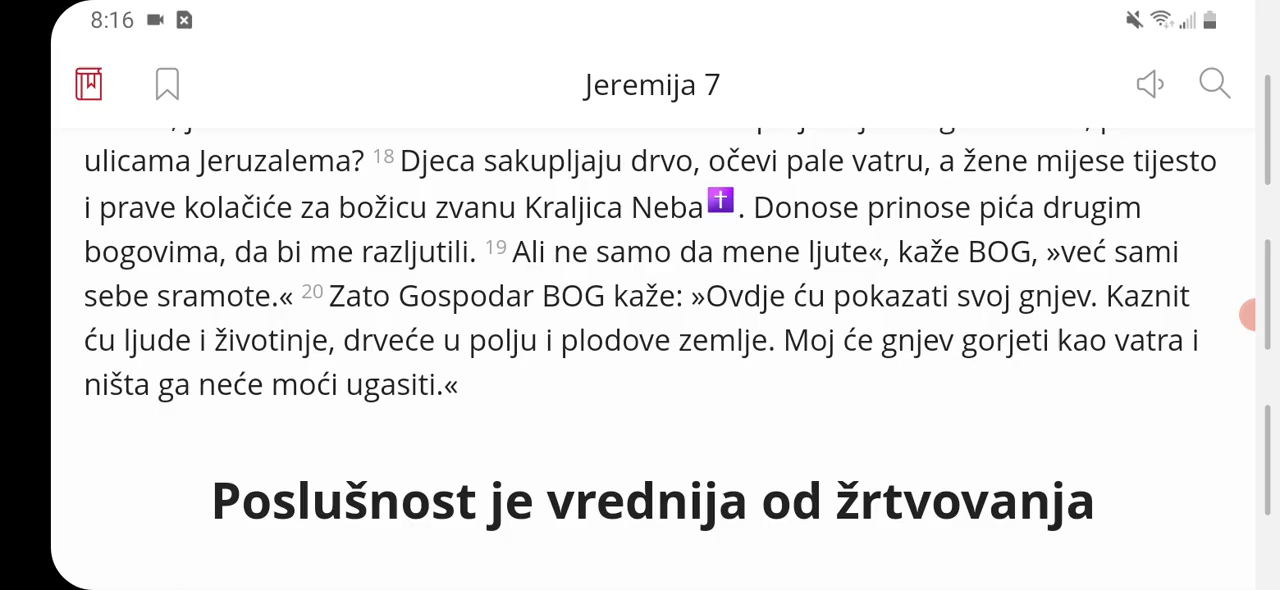 8:16
Jeremija 7
ulicama Jeruzalema? 18 Djeca sakupljaju drvo, očevi pale vatru, a žene mijese tijesto
i prave kolačiće za božicu zvanu Kraljica Neba✝. Donose prinose pića drugim
bogovima, da bi me razljutili. 19 Ali ne samo da mene ljute«, kaže BOG, »već sami
sebe sramote.« 20 Zato Gospodar BOG kaže: »Ovdje ću pokazati svoj gnjev. Kaznit
ću ljude i životinje, drveće u polju i plodove zemlje. Moj će gnjev gorjeti kao vatra i
ništa ga neće moći ugasiti.«
Poslušnost je vrednija od žrtvovanja